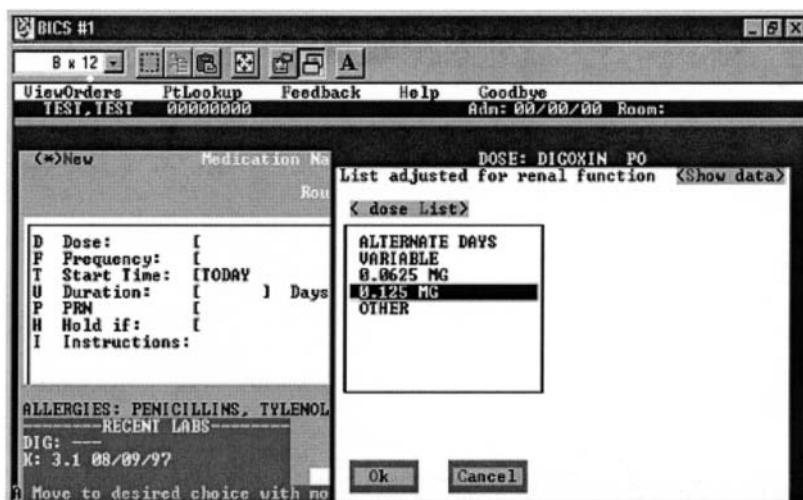 BICS #1
8 x 12
A
ViewOrders PtLookup Feedback Help Goodbye
TEST,TEST 00000000 Adm: 00/00/00 Room:
(*)New Medication Na
Rou
D Dose: [
F Frequency: [
T Start Time: [TODAY
U Duration: [ ] Days
P PRN [
H Hold if: [
I Instructions:
ALLERGIES: PENICILLINS, TYLENOL
--------RECENT LABS--------
DIG: ---
K: 3.1 08/09/97
Move to desired choice with mo
DOSE: DIGOXIN PO
List adjusted for renal function <Show data>
< dose List>
ALTERNATE DAYS
VARIABLE
0.0625 MG
0.125 MG
OTHER
Ok Cancel